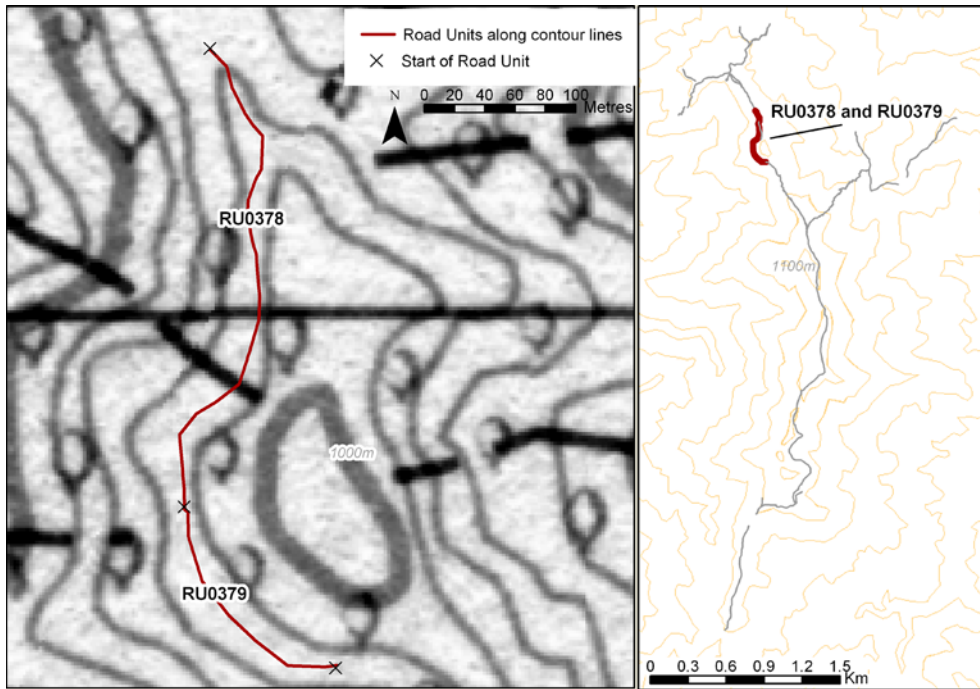 Road Units along contour lines
Start of Road Unit
N
0 20 40 60 80 100
Metres
RU0378
1000m
RU0379
RU0378 and RU0379
1100m
0 0.3 0.6 0.9 1.2 1.5
Km